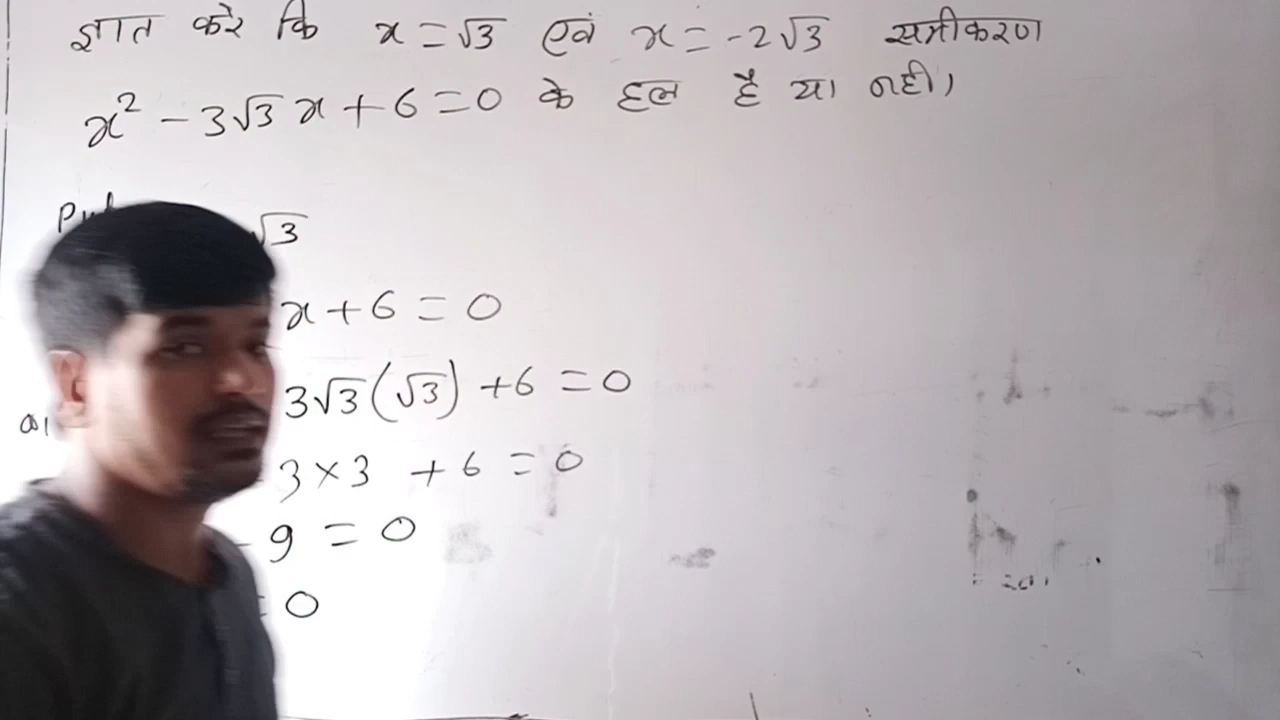 ज्ञात करे कि x = √3 एवं x = -2√3 समीकरण
x² - 3√3 x + 6 = 0 के हल है या नही।
√3
x + 6 = 0
3√3 (√3) + 6 = 0
3 × 3 + 6 = 0
- 9 = 0
= 0